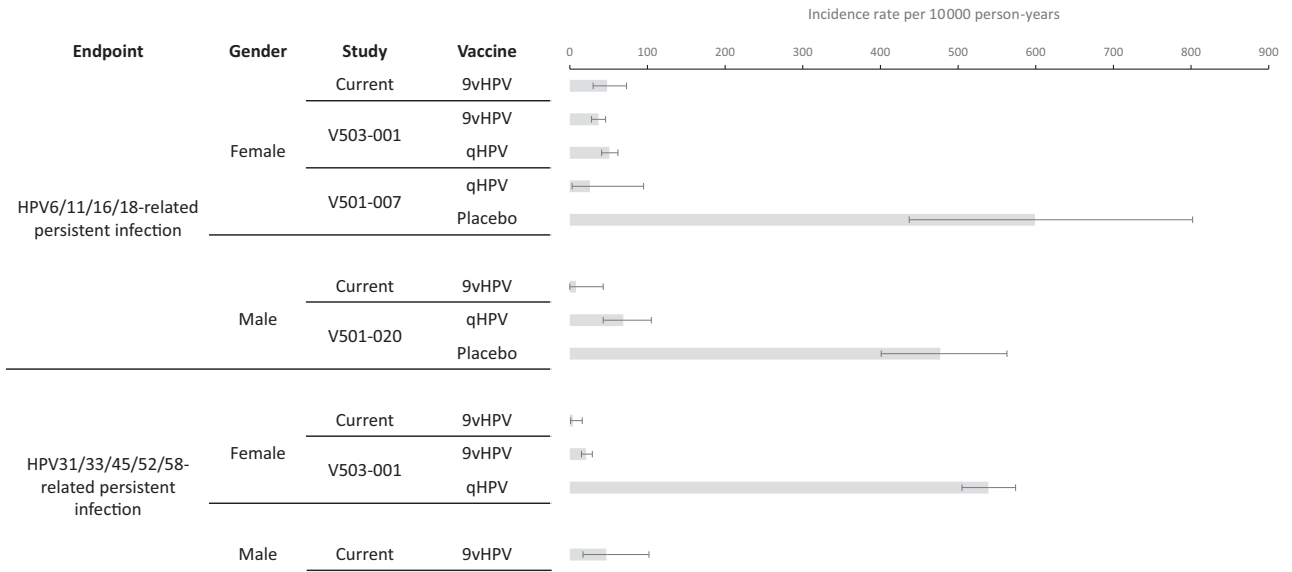 Incidence rate per 10000 person-years
Endpoint Gender Study Vaccine 0 100 200 300 400 500 600 700 800 900
Current 9vHPV
9vHPV
V503-001
Female qHPV
qHPV
V501-007
HPV6/11/16/18-related
persistent infection
Placebo
Current 9vHPV
Male qHPV
V501-020
Placebo
Current 9vHPV
Female 9vHPV
HPV31/33/45/52/58-
V503-001
related persistent
qHPV
infection
Male Current 9vHPV